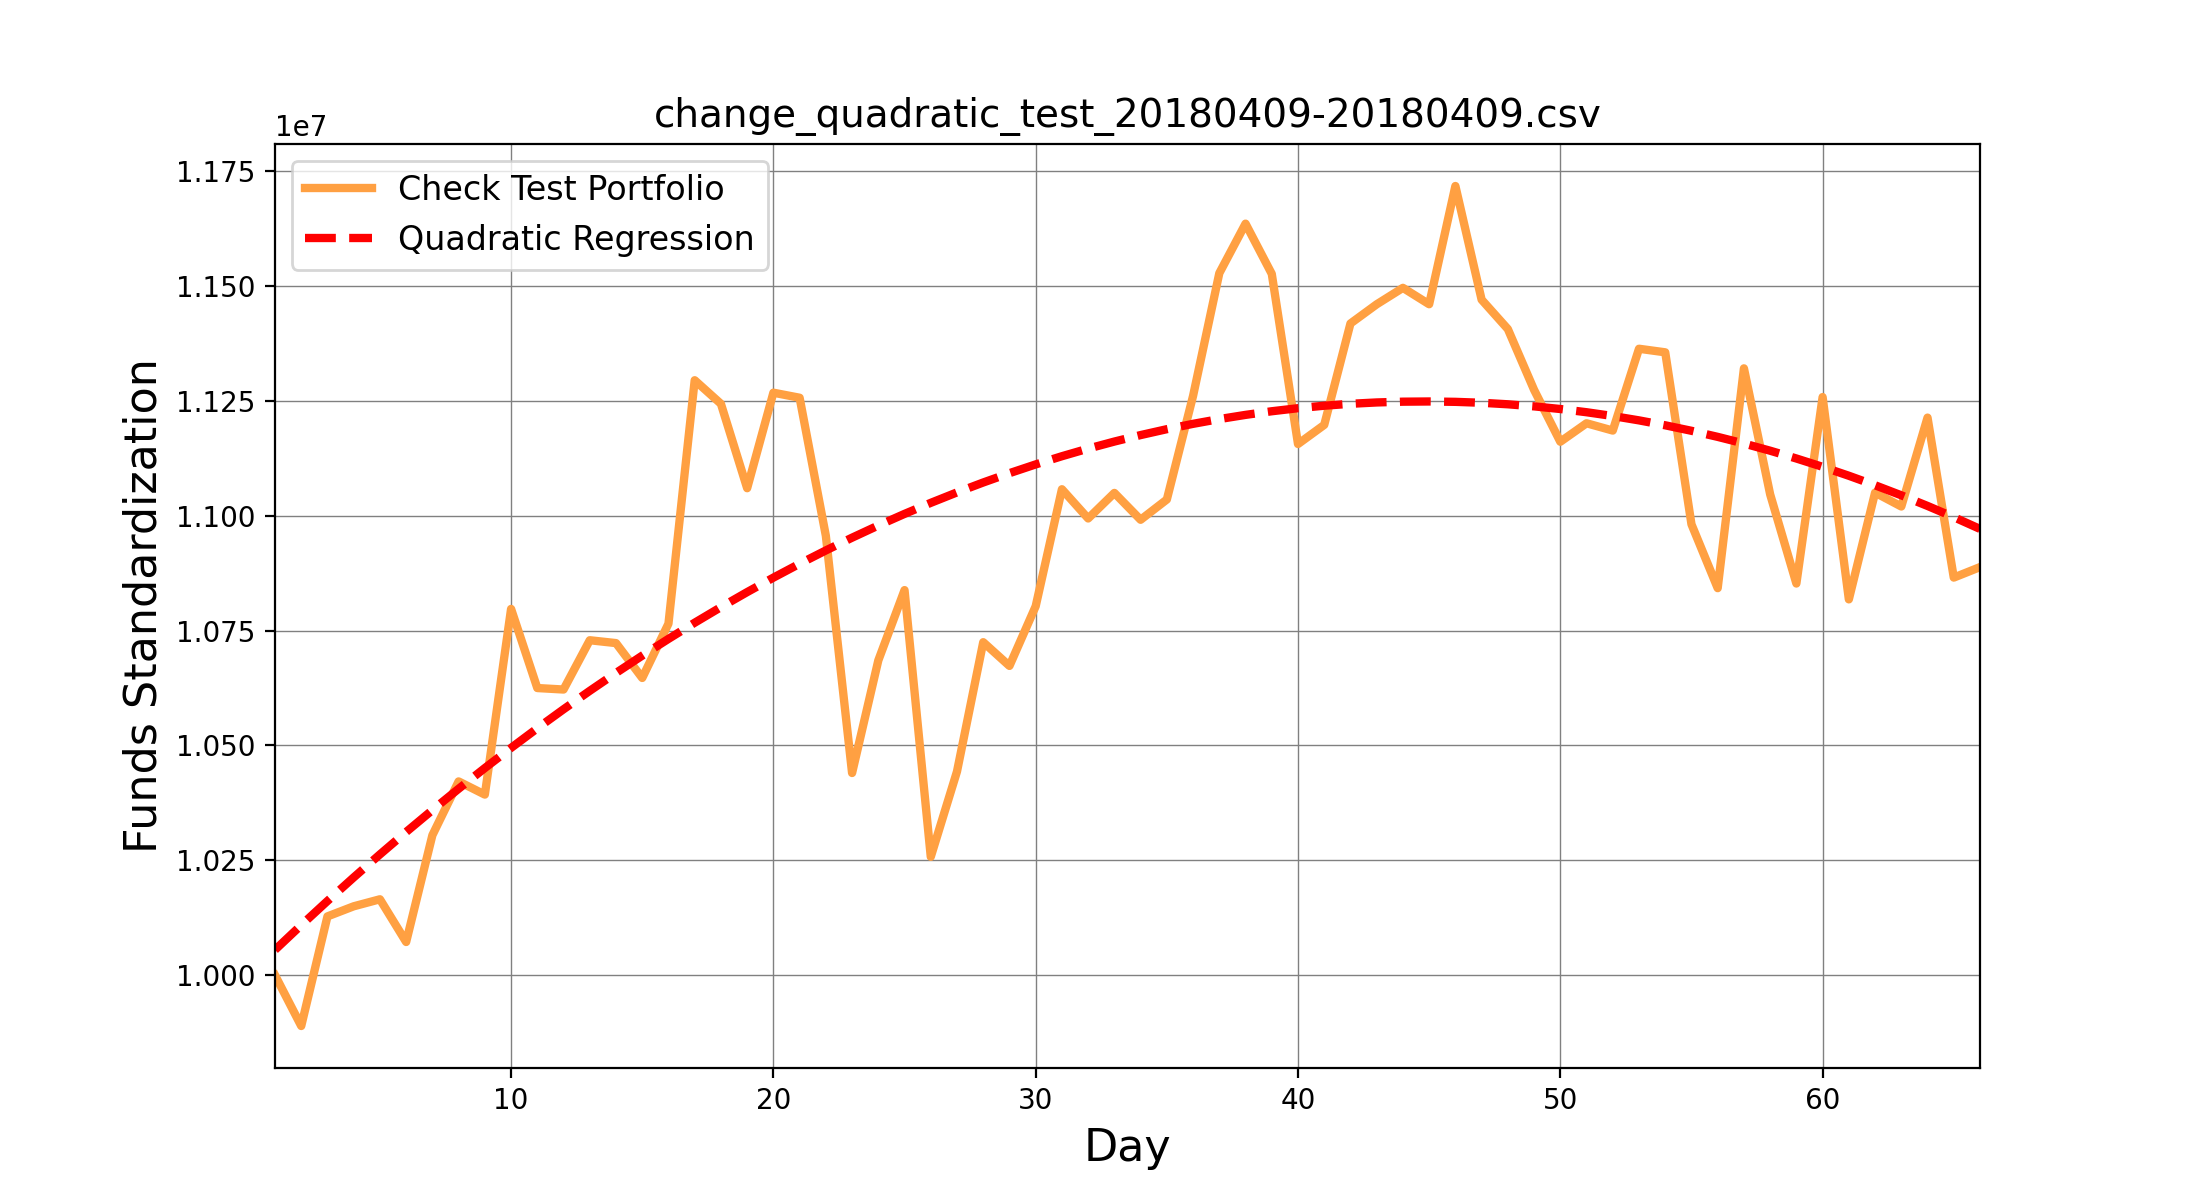 change_quadratic_test_20180409-20180409.csv
1e7
Check Test Portfolio
Quadratic Regression
1.175
1.150
1.125
1.100
1.075
1.050
1.025
1.000
Funds Standardization
10 20 30 40 50 60
Day